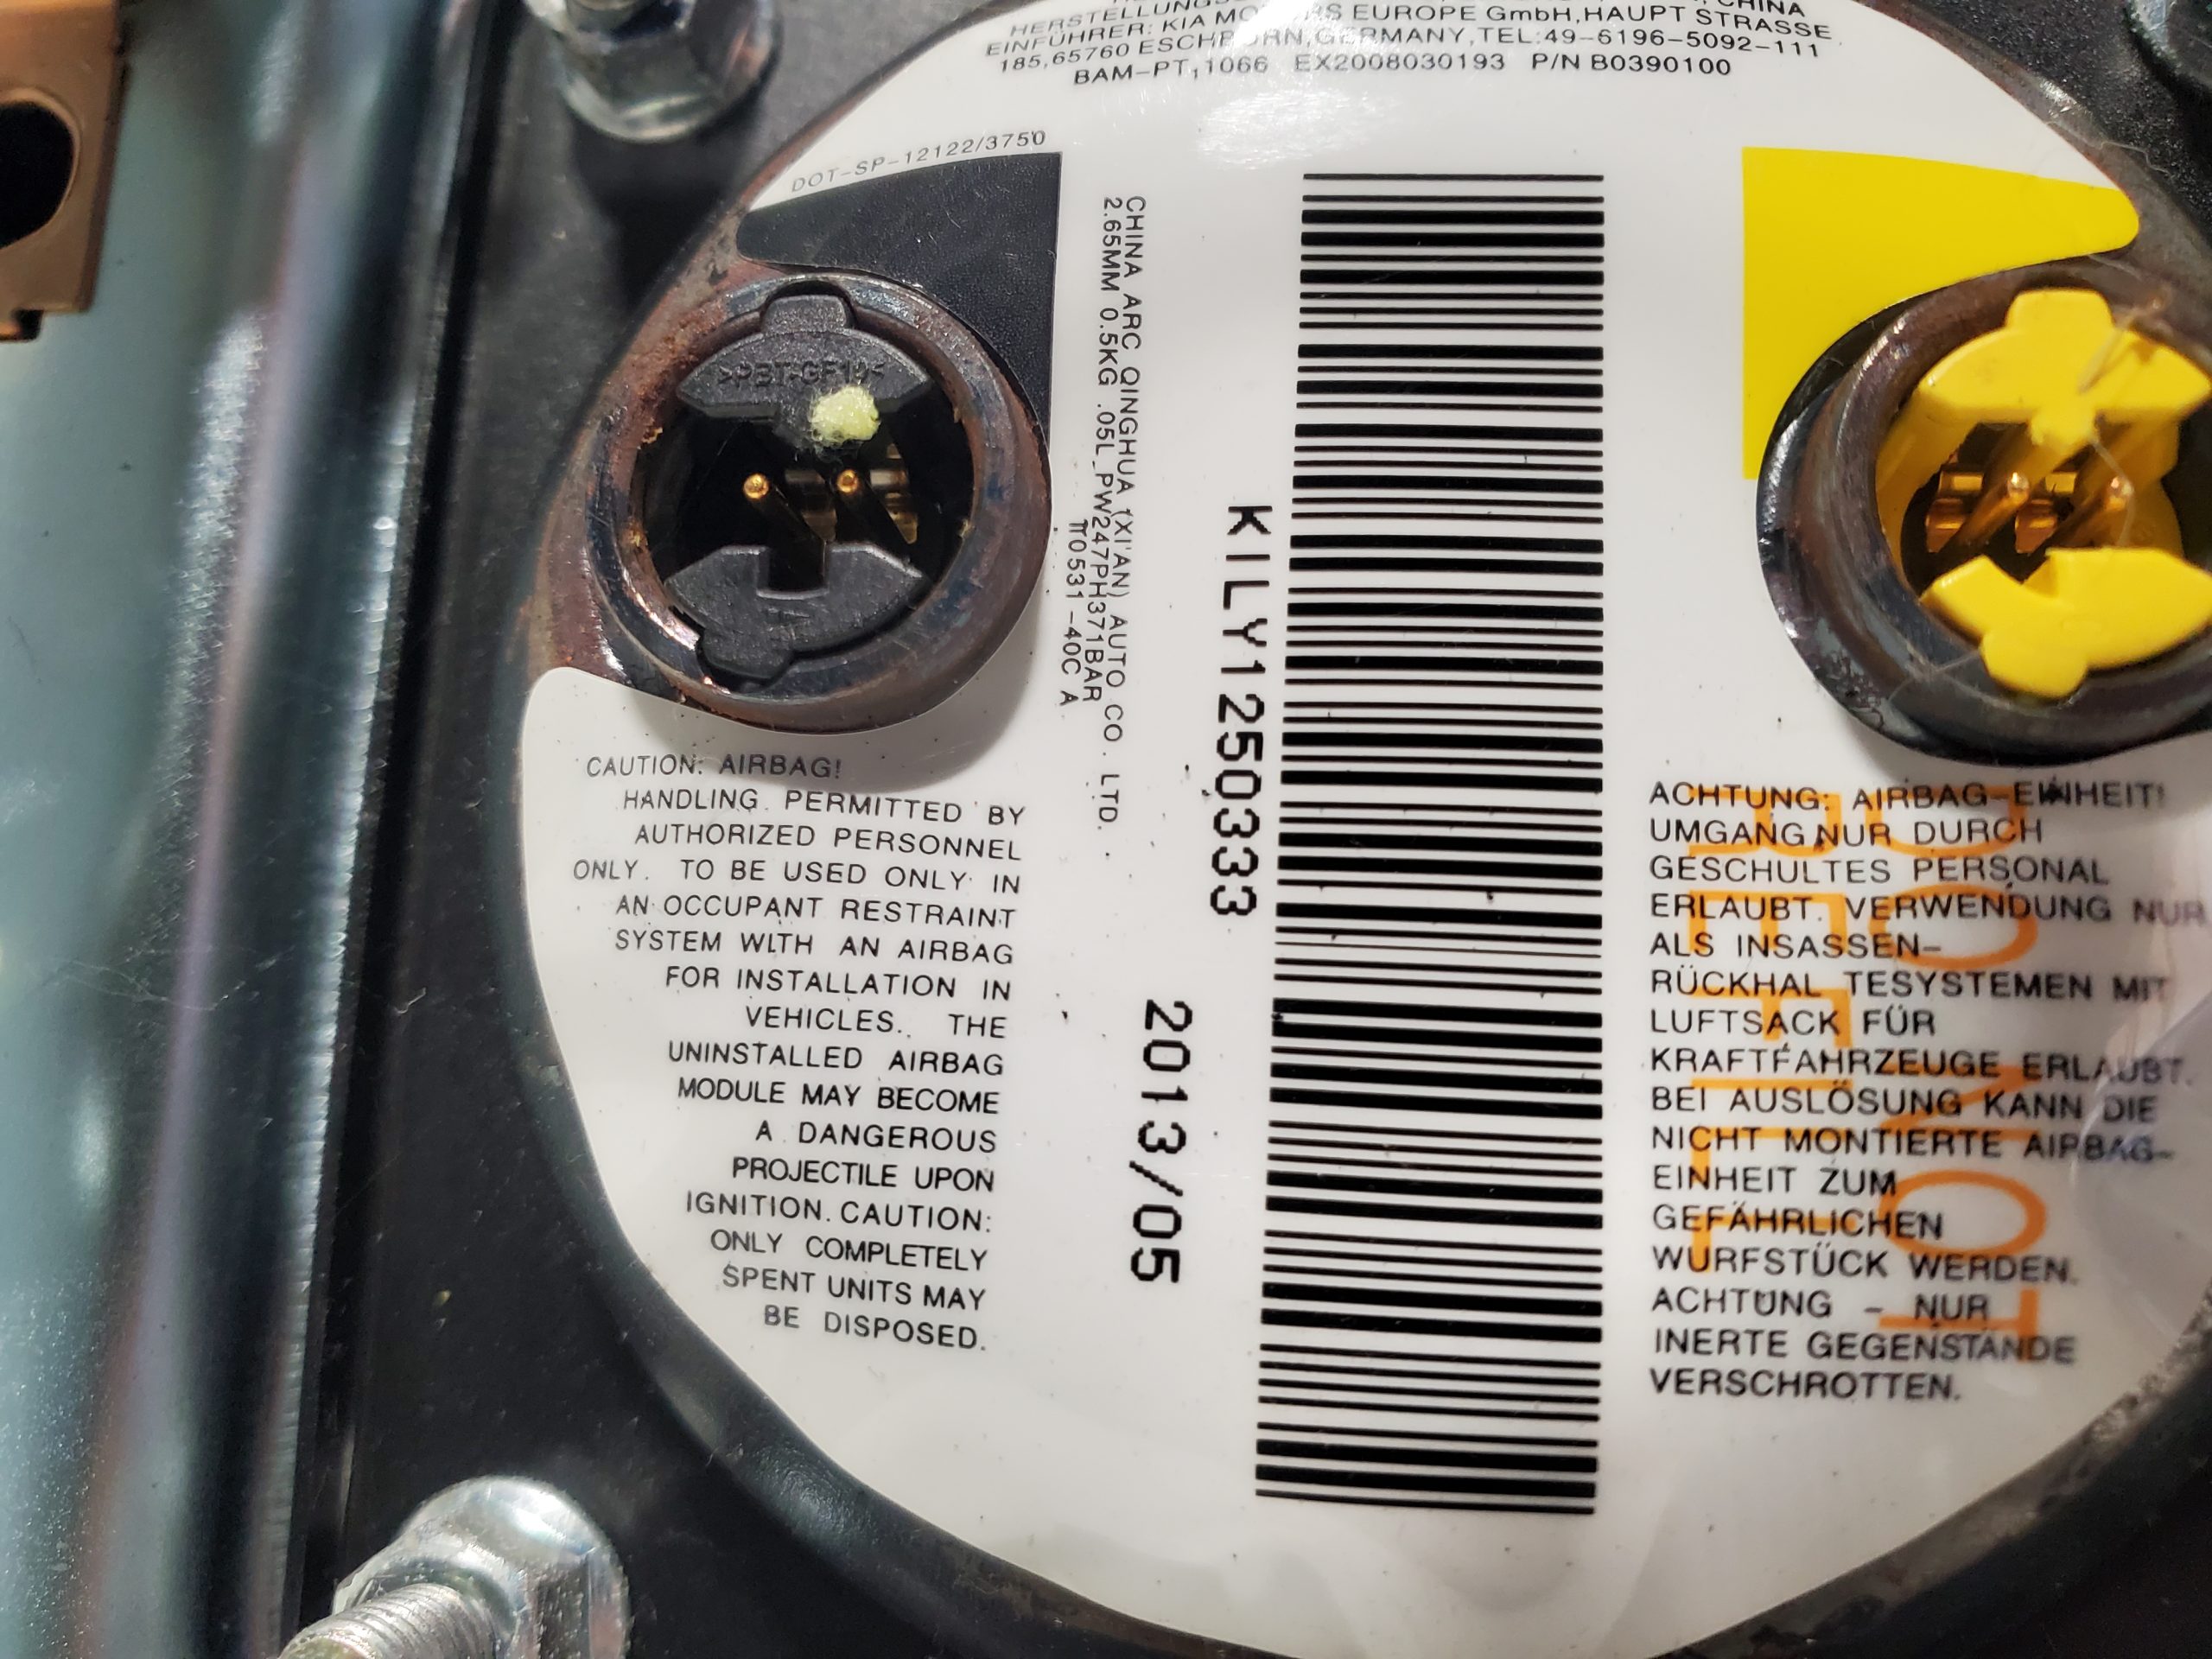 CHINA
HERSTELLUNGS
EINFÜHRER: KIA MOTORS EUROPE GmbH,HAUPT STRASSE
185,65760 ESCHBORN,GERMANY,TEL:49-6196-5092-111
BAM-PT,1066 EX2008030193 P/N B0390100
DOT-SP-12122/3750
>PBT-GF10<
CHINA ARC QINGHUA (XI'AN) AUTO CO. LTD.
2.65MM 0.5KG .05L PW247PH371BAR
-40C A
KILY1250333
2013/05
CAUTION: AIRBAG!
HANDLING PERMITTED BY
AUTHORIZED PERSONNEL
ONLY. TO BE USED ONLY IN
AN OCCUPANT RESTRAINT
SYSTEM WITH AN AIRBAG
FOR INSTALLATION IN
VEHICLES. THE
UNINSTALLED AIRBAG
MODULE MAY BECOME
A DANGEROUS
PROJECTILE UPON
IGNITION. CAUTION:
ONLY COMPLETELY
SPENT UNITS MAY
BE DISPOSED.
ACHTUNG: AIRBAG-EINHEIT!
UMGANG NUR DURCH
GESCHULTES PERSONAL
ERLAUBT. VERWENDUNG NUR
ALS INSASSEN-
RÜCKHAL TESYSTEMEN MIT
LUFTSACK FÜR
KRAFTFAHRZEUGE ERLAUBT.
BEI AUSLÖSUNG KANN DIE
NICHT MONTIERTE AIRBAG-
EINHEIT ZUM
GEFÄHRLICHEN
WURFSTÜCK WERDEN.
ACHTUNG - NUR
INERTE GEGENSTÄNDE
VERSCHROTTEN.
DO NOT
REFILL